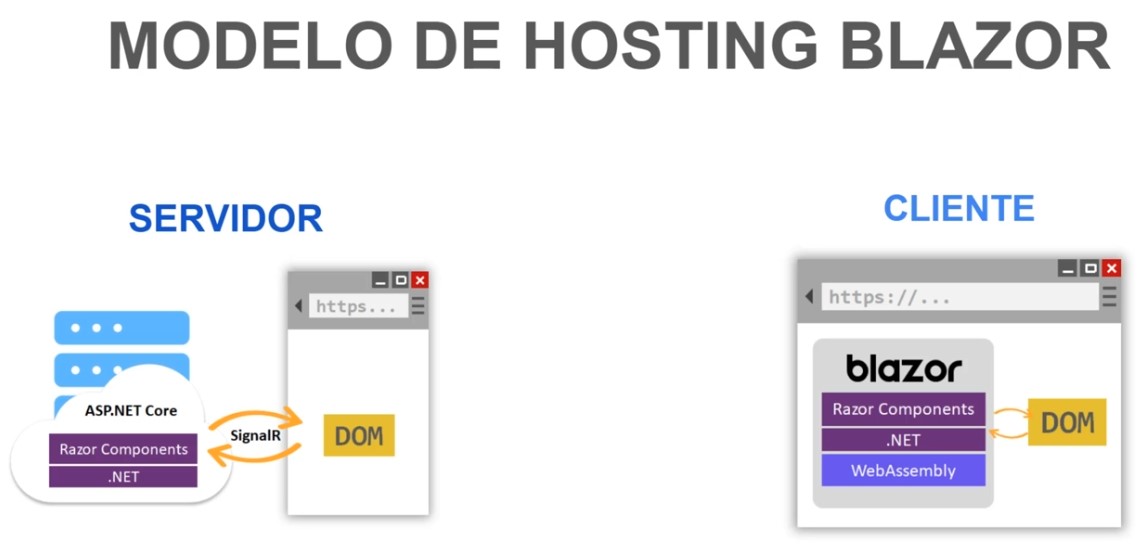 MODELO DE HOSTING BLAZOR
SERVIDOR
https...
ASP.NET Core
Razor Components
.NET
SignalR
DOM
CLIENTE
https://...
blazor
Razor Components
.NET
WebAssembly
DOM